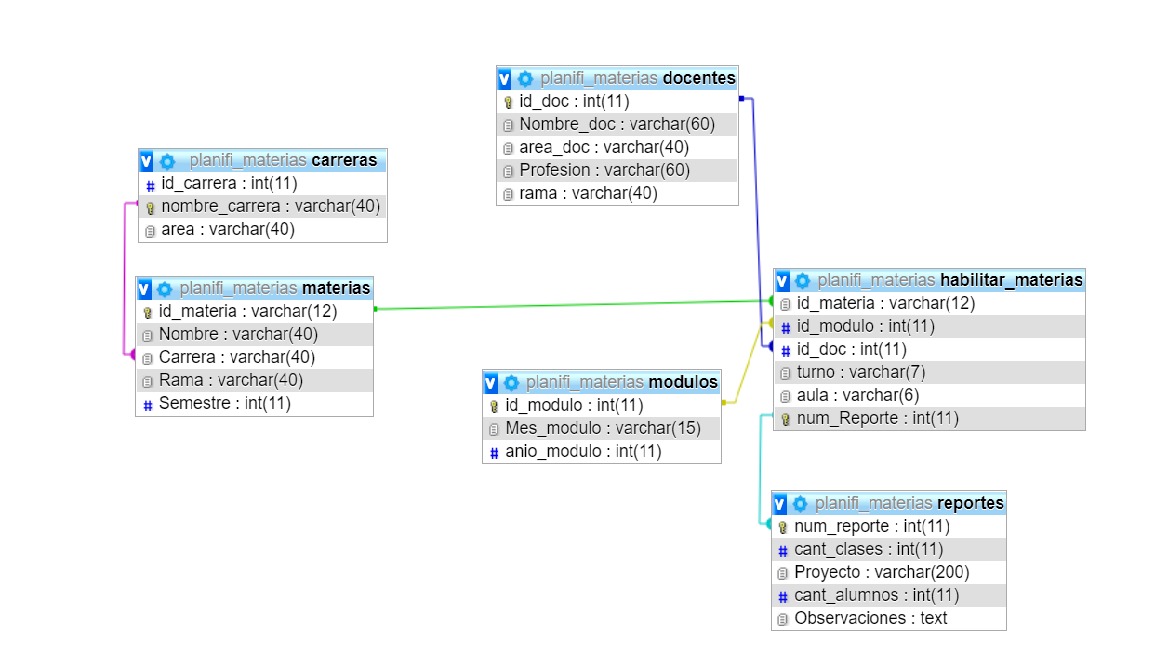 planifi_materias docentes
id_doc : int(11)
Nombre_doc : varchar(60)
area_doc : varchar(40)
Profesion : varchar(60)
rama : varchar(40)
planifi_materias carreras
id_carrera : int(11)
nombre_carrera : varchar(40)
area : varchar(40)
planifi_materias materias
id_materia : varchar(12)
Nombre : varchar(40)
Carrera : varchar(40)
Rama : varchar(40)
Semestre : int(11)
planifi_materias habilitar_materias
id_materia : varchar(12)
id_modulo : int(11)
id_doc : int(11)
turno : varchar(7)
aula : varchar(6)
num_Reporte : int(11)
planifi_materias modulos
id_modulo : int(11)
Mes_modulo : varchar(15)
anio_modulo : int(11)
planifi_materias reportes
num_reporte : int(11)
cant_clases : int(11)
Proyecto : varchar(200)
cant_alumnos : int(11)
Observaciones : text